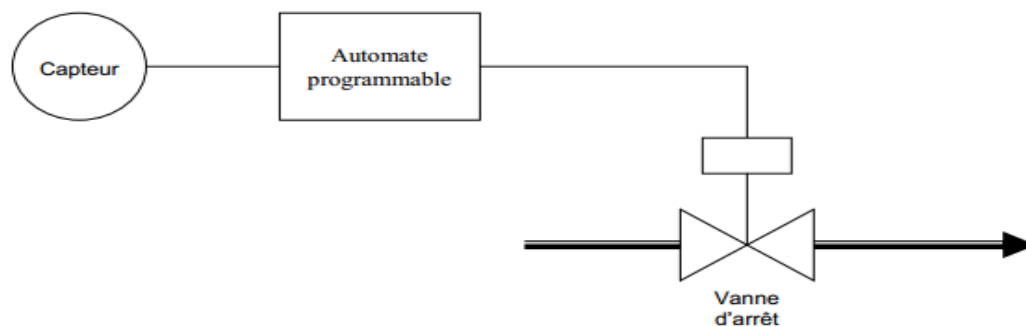 Capteur
Automate
programmable
Vanne
d'arrêt